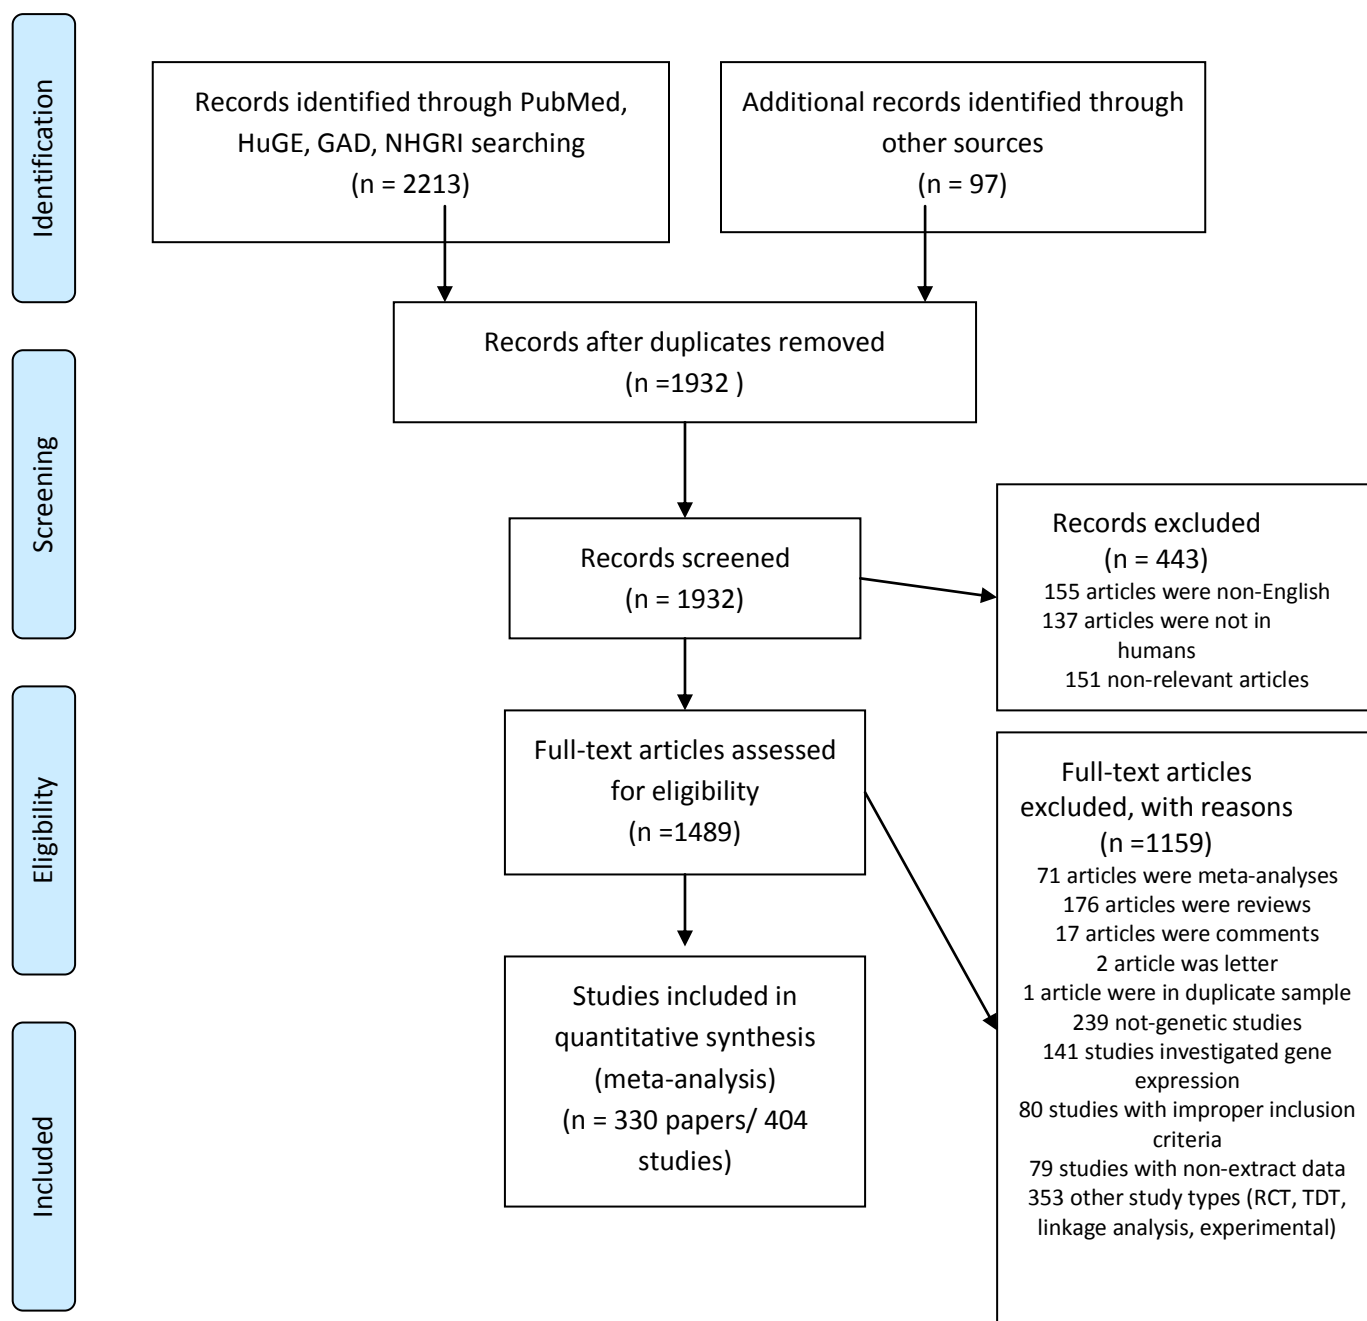 Identification
Records identified through PubMed,
HuGE, GAD, NHGRI searching
(n = 2213)
Additional records identified through
other sources
(n = 97)
Records after duplicates removed
(n =1932 )
Screening
Records screened
(n = 1932)
Records excluded
(n = 443)
155 articles were non-English
137 articles were not in
humans
151 non-relevant articles
Eligibility
Full-text articles assessed
for eligibility
(n =1489)
Full-text articles
excluded, with reasons
(n =1159)
71 articles were meta-analyses
176 articles were reviews
17 articles were comments
2 article was letter
1 article were in duplicate sample
239 not-genetic studies
141 studies investigated gene
expression
80 studies with improper inclusion
criteria
79 studies with non-extract data
353 other study types (RCT, TDT,
linkage analysis, experimental)
Included
Studies included in
quantitative synthesis
(meta-analysis)
(n = 330 papers/ 404
studies)